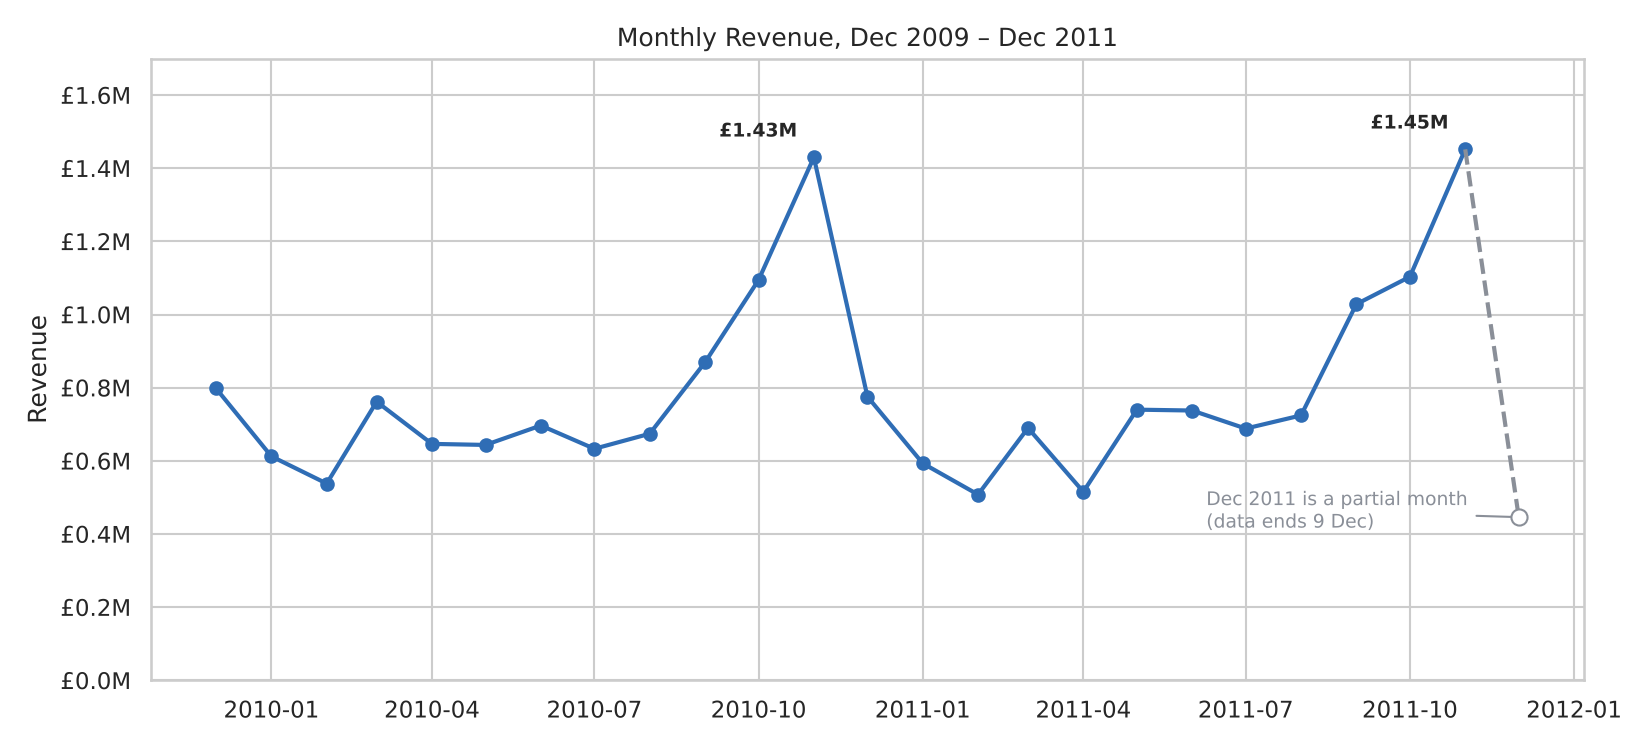 Monthly Revenue, Dec 2009 – Dec 2011
£1.6M
£1.43M
£1.45M
£1.4M
£1.2M
£1.0M
Revenue
£0.8M
£0.6M
Dec 2011 is a partial month
(data ends 9 Dec)
£0.4M
£0.2M
£0.0M
2010-01 2010-04 2010-07 2010-10 2011-01 2011-04 2011-07 2011-10 2012-01